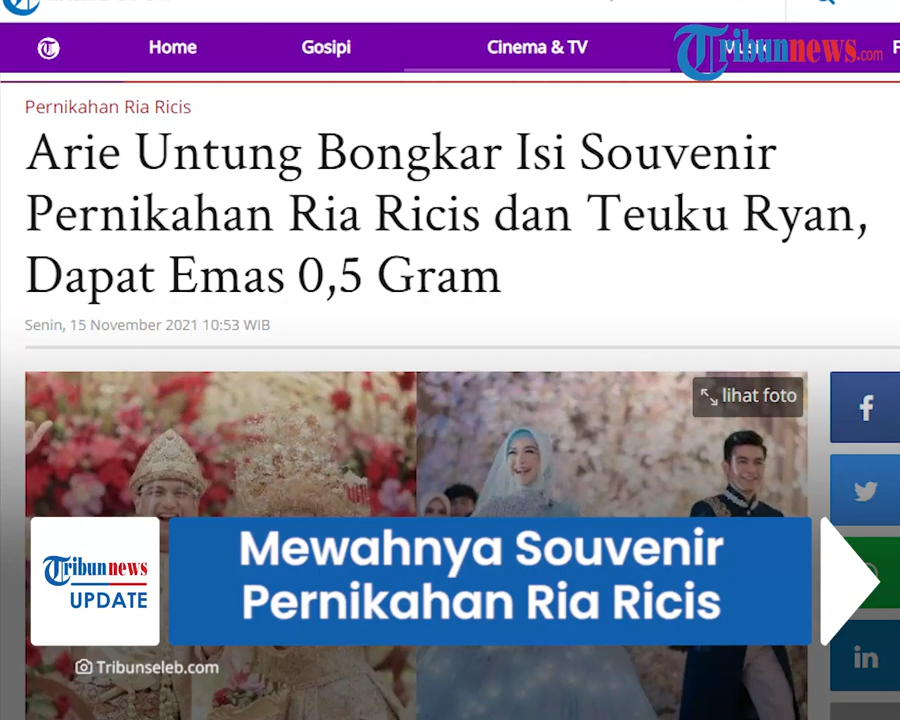 Home
Gosipi
Cinema & TV
Tribunnews.com
Pernikahan Ria Ricis
Arie Untung Bongkar Isi Souvenir
Pernikahan Ria Ricis dan Teuku Ryan,
Dapat Emas 0,5 Gram
Senin, 15 November 2021 10:53 WIB
lihat foto
Tribunnews
UPDATE
Mewahnya Souvenir
Pernikahan Ria Ricis
Tribunseleb.com